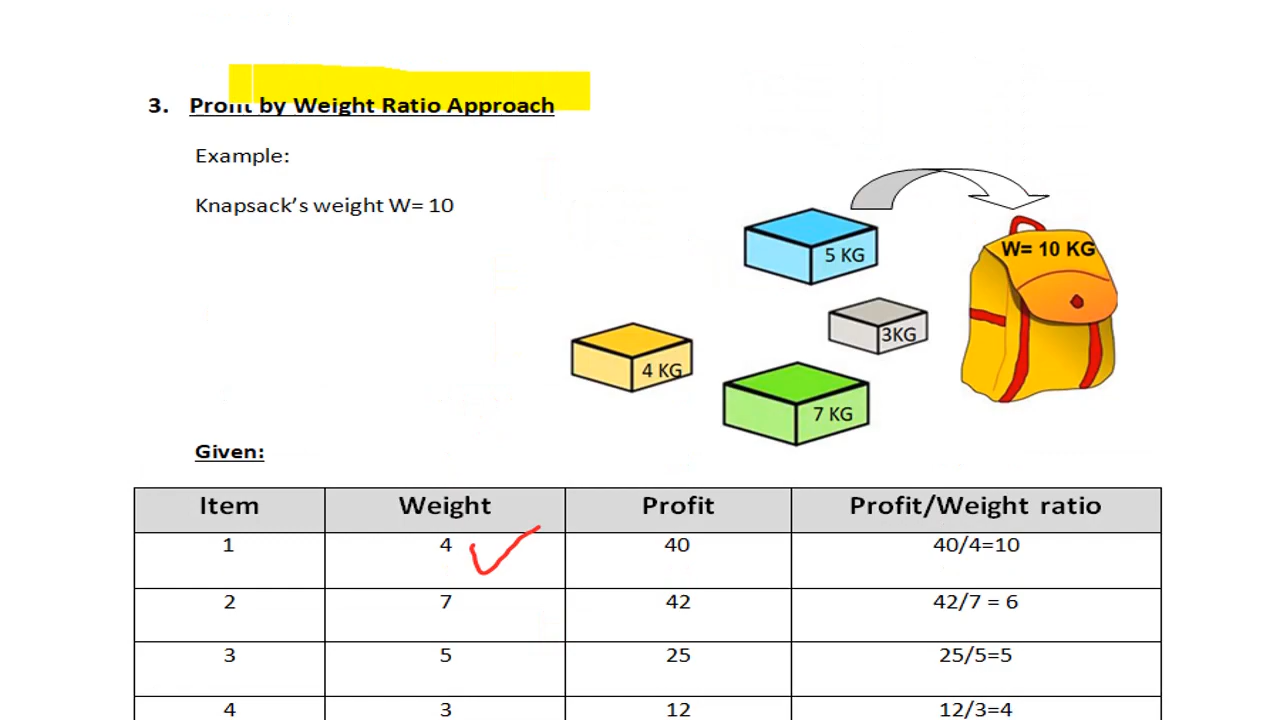 3. Profit by Weight Ratio Approach
Example:
Knapsack's weight W= 10
W= 10 KG
5 KG
3KG
4 KG
7 KG
Given:
Item Weight Profit Profit/Weight ratio
1 4 40 40/4=10
2 7 42 42/7 = 6
3 5 25 25/5=5
4 3 12 12/3=4